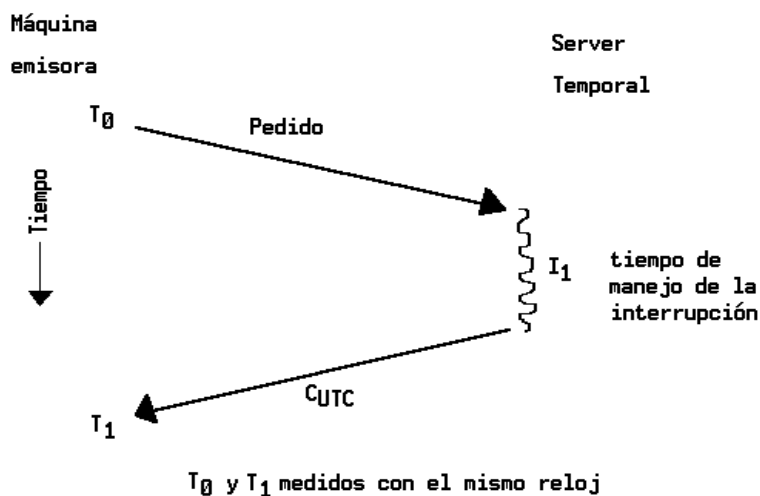 Máquina
emisora
Server
Temporal
T0
Pedido
Tiempo
I1
tiempo de
manejo de la
interrupción
CUTC
T1
T0 y T1 medidos con el mismo reloj